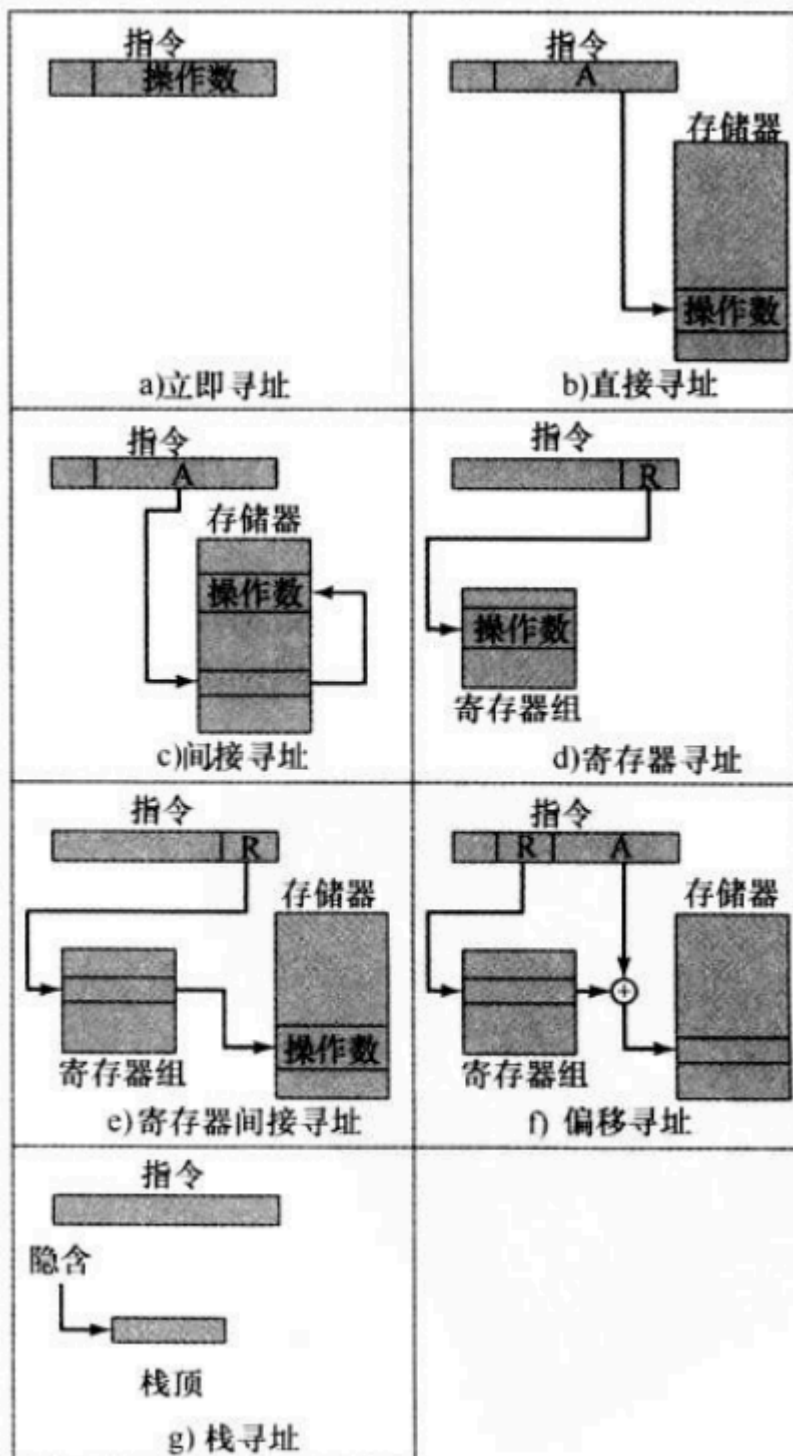 指令
操作数
a)立即寻址
指令
A
存储器
操作数
b)直接寻址
指令
A
存储器
操作数
c)间接寻址
指令
R
操作数
寄存器组
d)寄存器寻址
指令
R
存储器
操作数
寄存器组
e)寄存器间接寻址
指令
R A
存储器
+
寄存器组
f) 偏移寻址
指令
隐含
栈顶
g) 栈寻址